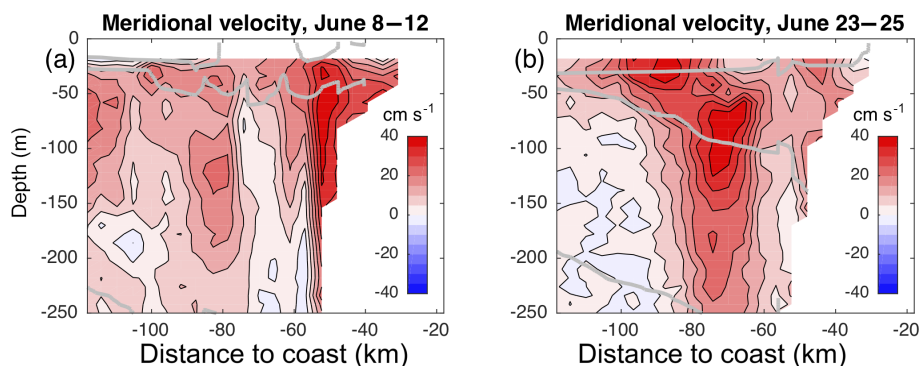 Meridional velocity, June 8–12
(a)
0
-50
-100
-150
-200
-250
Depth (m)
-100 -80 -60 -40 -20
Distance to coast (km)
cm s-1
40
20
0
-20
-40
Meridional velocity, June 23–25
(b)
0
-50
-100
-150
-200
-250
-100 -80 -60 -40 -20
Distance to coast (km)
cm s-1
40
20
0
-20
-40